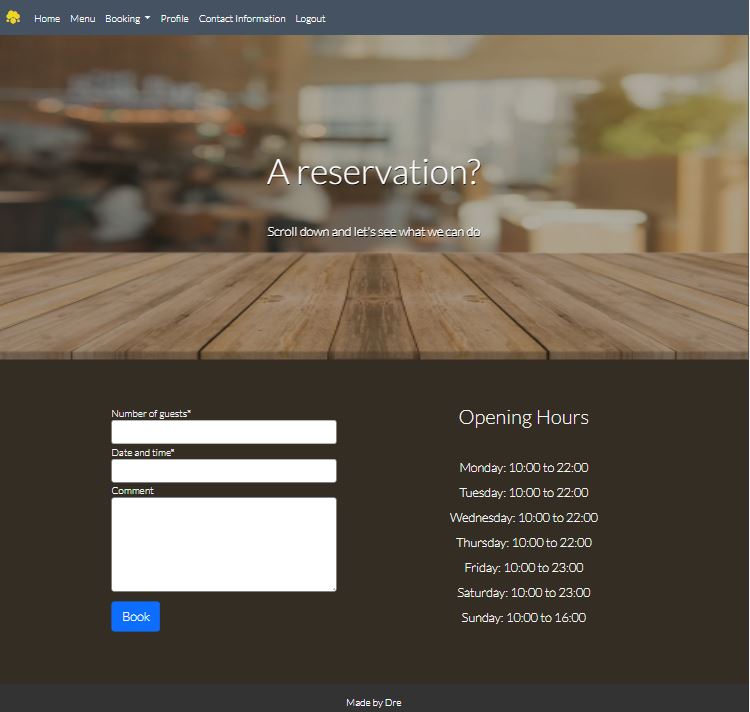 Home Menu Booking Profile Contact Information Logout
A reservation?
Scroll down and let's see what we can do
Number of guests*
Date and time*
Comment
Book
Opening Hours
Monday: 10:00 to 22:00
Tuesday: 10:00 to 22:00
Wednesday: 10:00 to 22:00
Thursday: 10:00 to 22:00
Friday: 10:00 to 23:00
Saturday: 10:00 to 23:00
Sunday: 10:00 to 16:00
Made by Dre